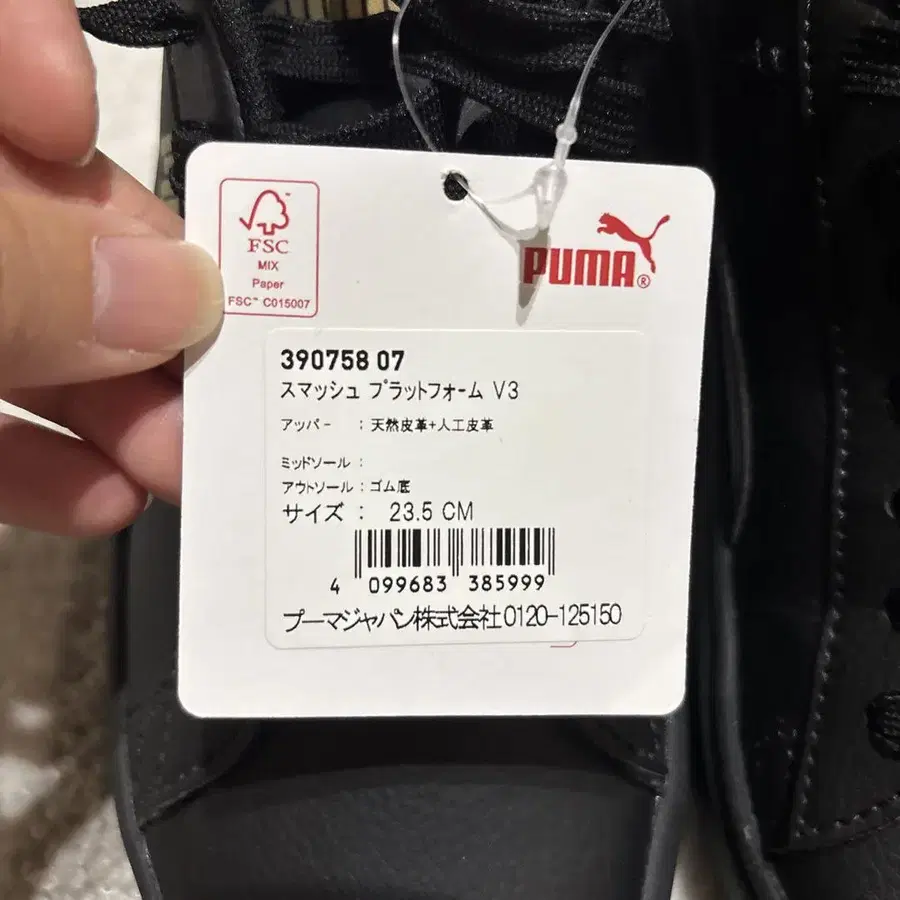 FSC
MIX
Paper
FSC™ C015007
PUMA®
390758 07
スマッシュ プラットフォーム V3
アッパー : 天然皮革+人工皮革
ミッドソール :
アウトソール : ゴム底
サイズ : 23.5 CM
4 099683 385999
プーマジャパン株式会社0120-125150